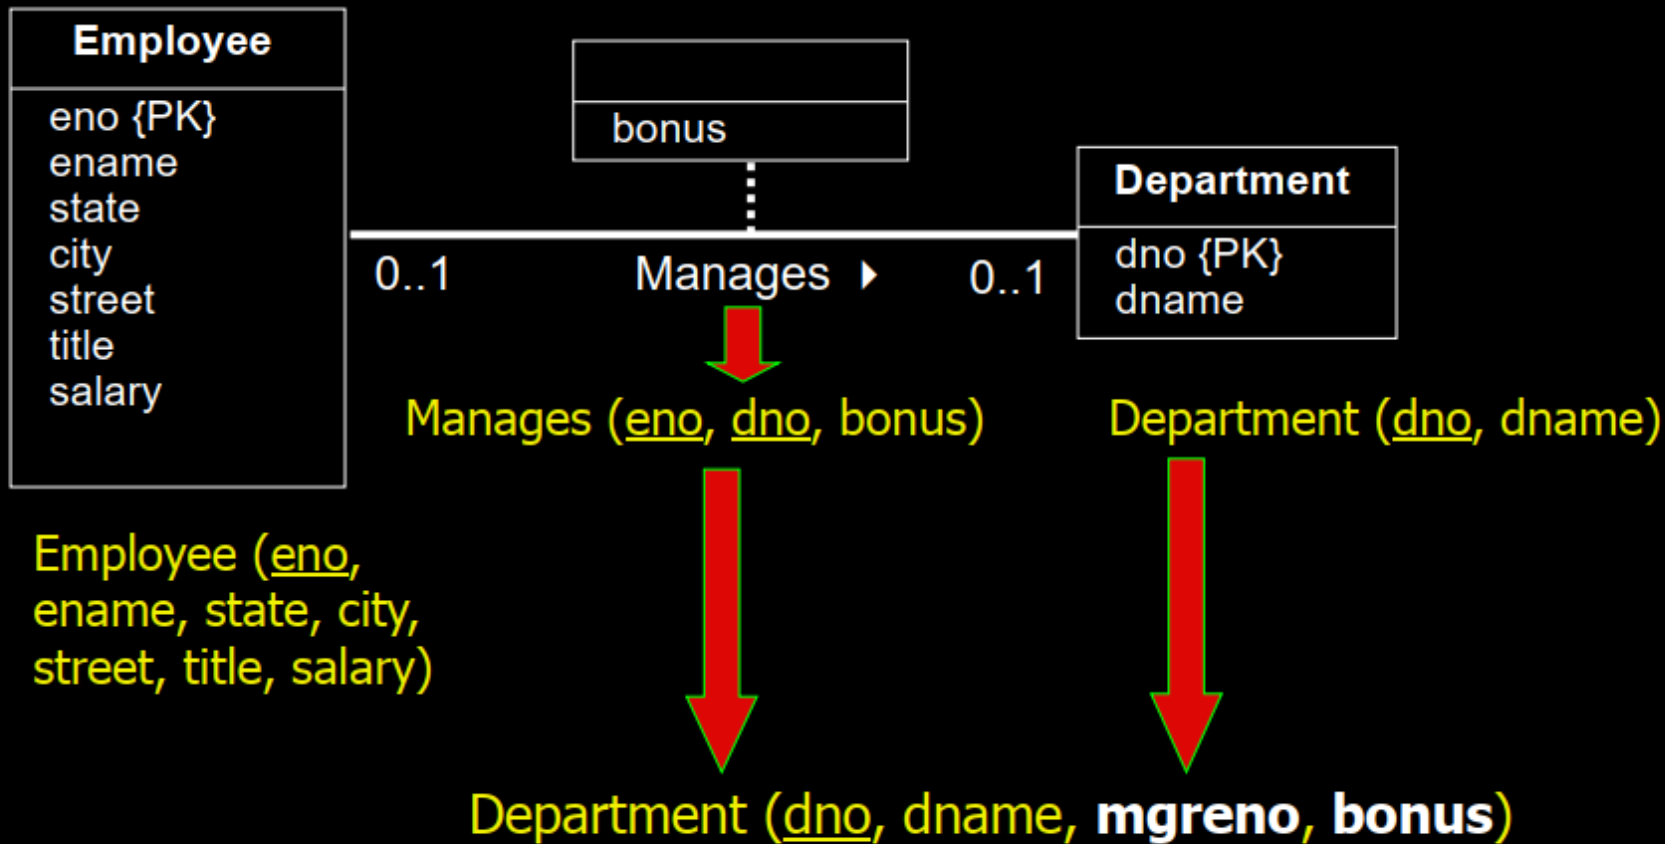 Employee
eno {PK}
ename
state
city
street
title
salary
bonus
Department
dno {PK}
dname
0..1
Manages ▶
0..1
Manages (eno, dno, bonus)
Department (dno, dname)
Employee (eno,
ename, state, city,
street, title, salary)
Department (dno, dname, mgreno, bonus)